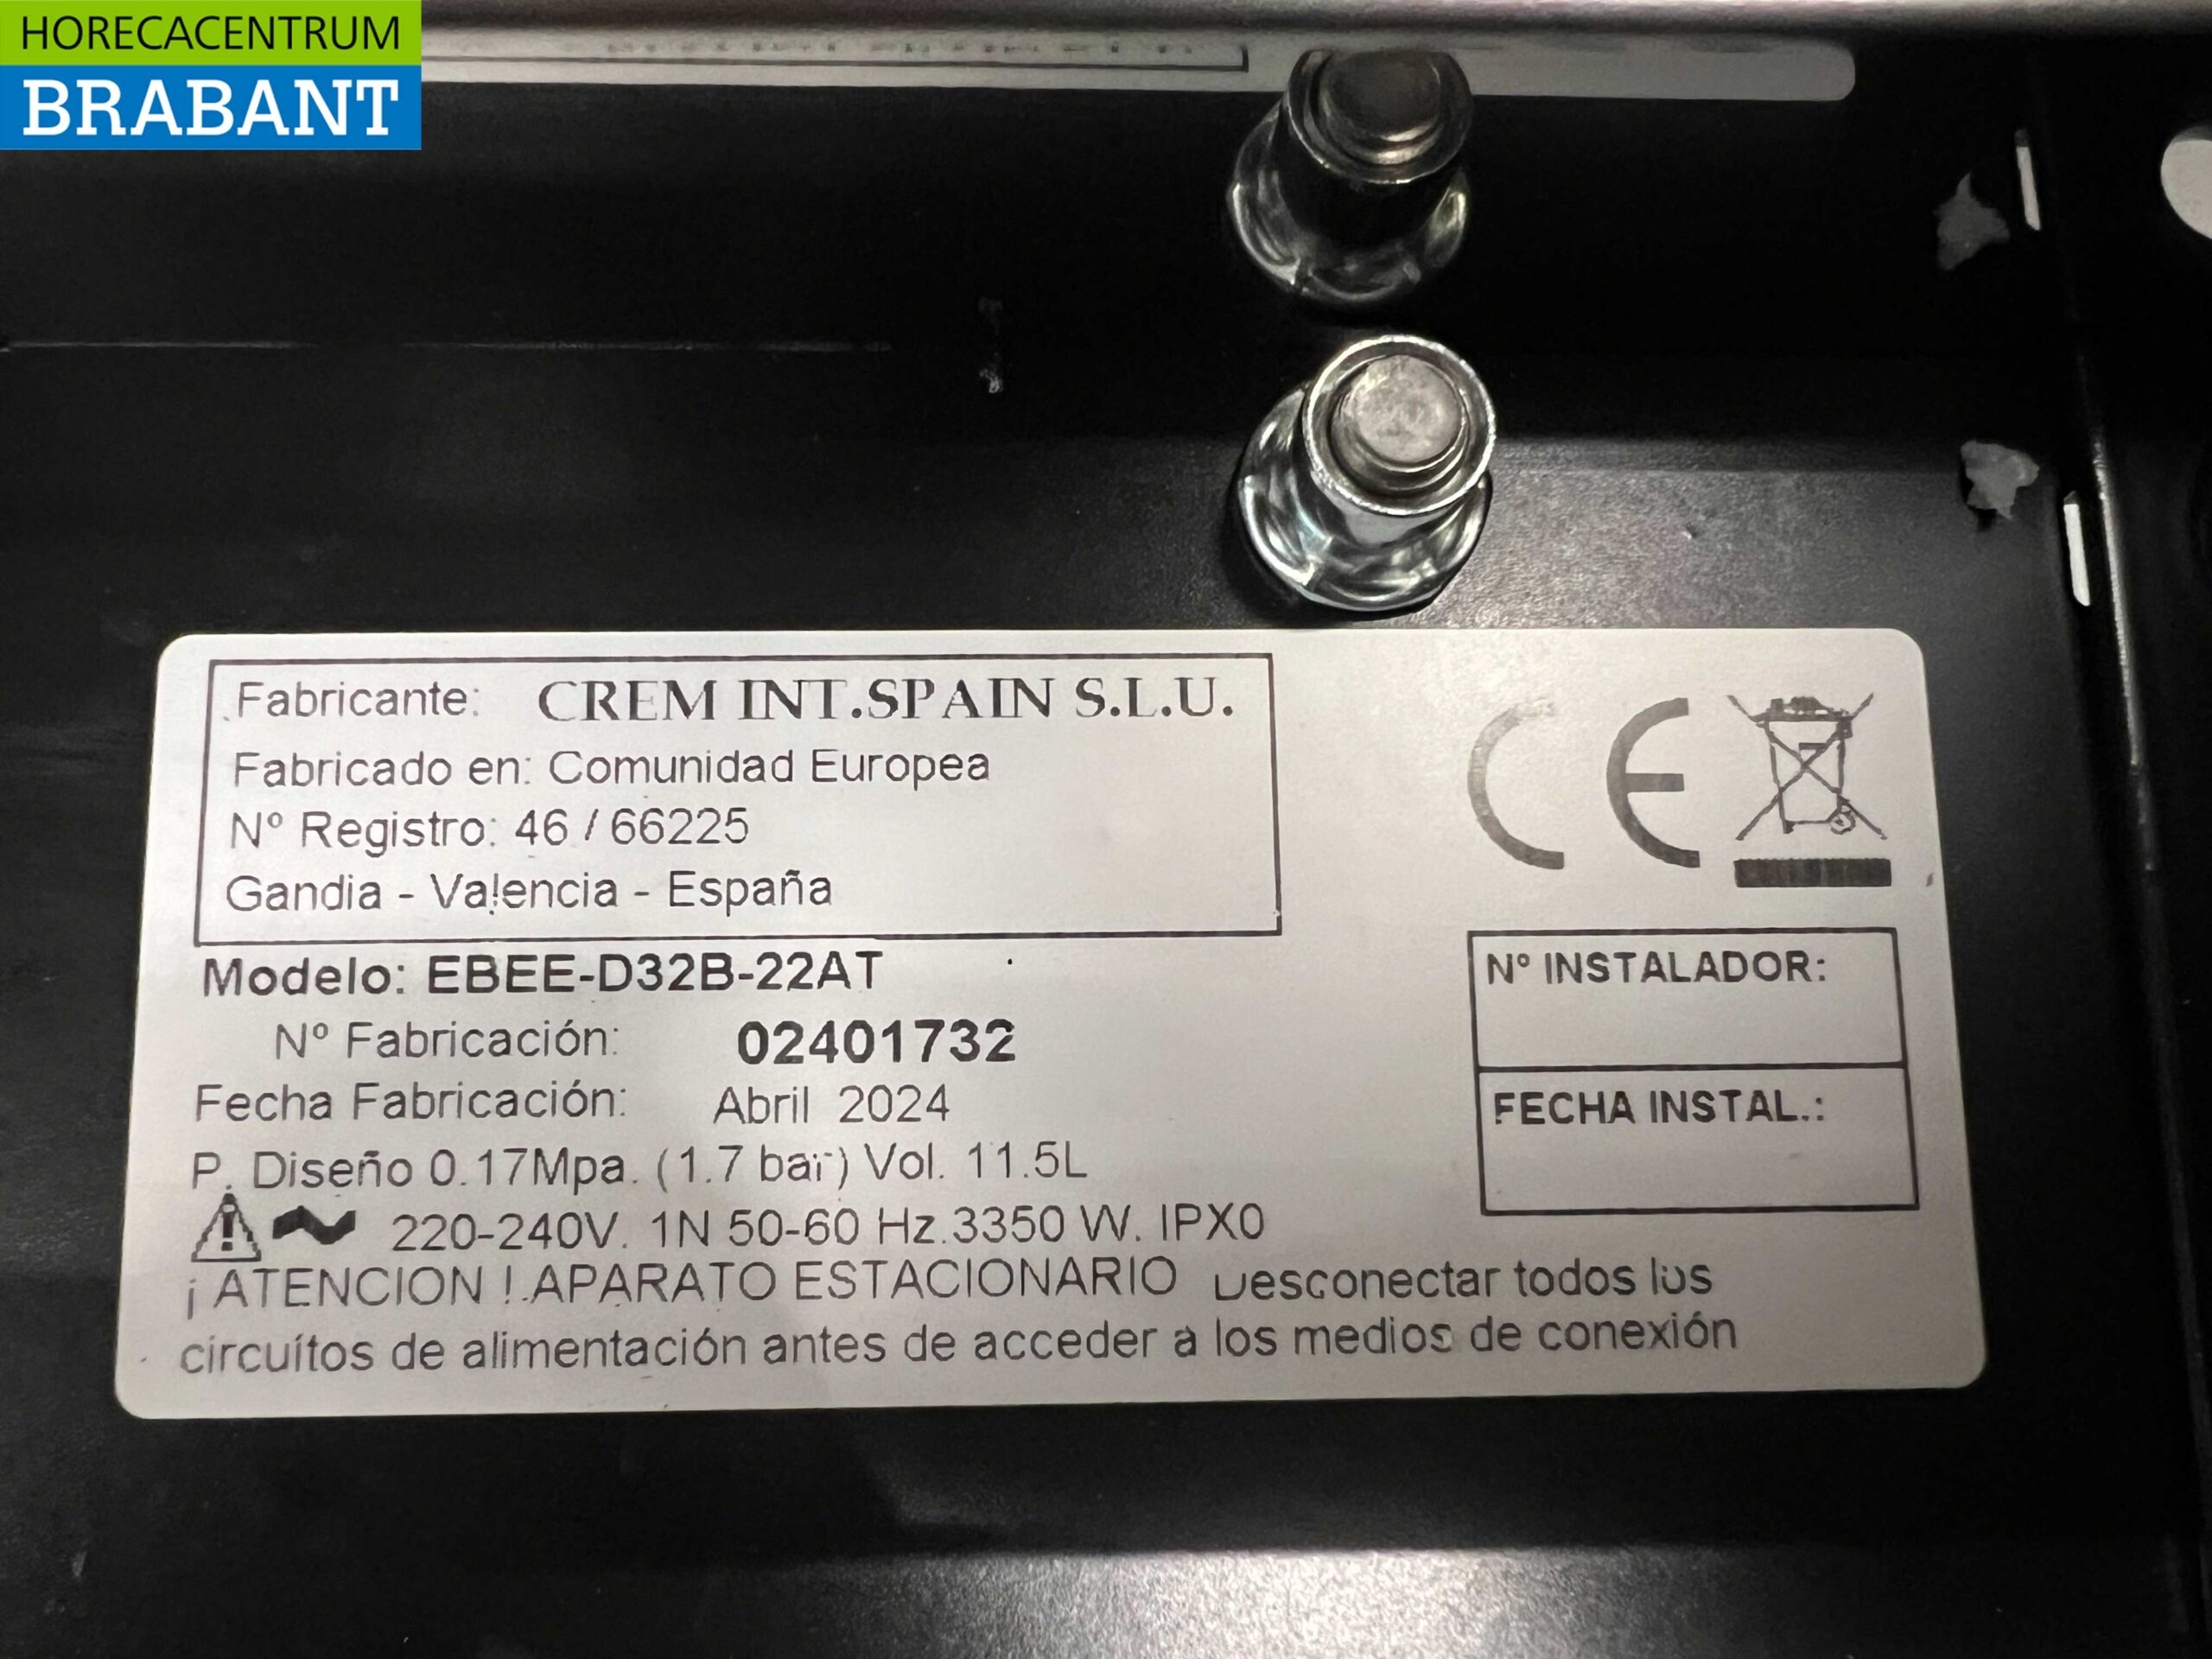 HORECACENTRUM
BRABANT
Fabricante: CREM INT.SPAIN S.L.U.
Fabricado en: Comunidad Europea
Nº Registro: 46 / 66225
Gandia - Valencia - España
CE
Modelo: EBEE-D32B-22AT
Nº Fabricación: 02401732
Fecha Fabricación: Abril 2024
P. Diseño 0.17Mpa. (1.7 bar) Vol. 11.5L
220-240V. 1N 50-60 Hz.3350 W. IPX0
¡ ATENCION ! APARATO ESTACIONARIO Desconectar todos los
circuítos de alimentación antes de acceder a los medios de conexión
Nº INSTALADOR:
FECHA INSTAL.: